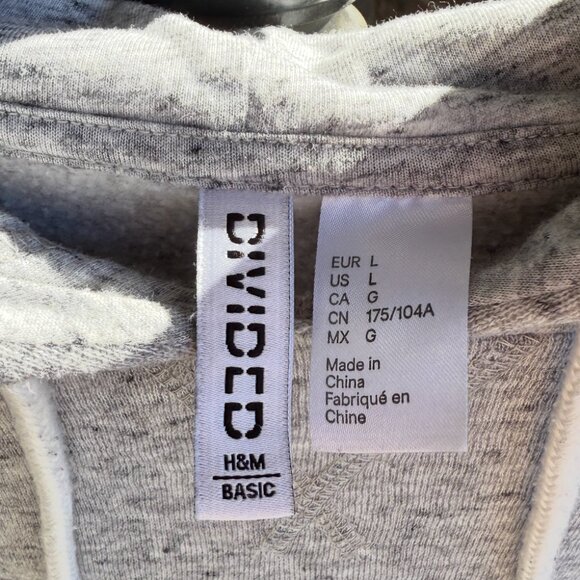 DIVIDED
H&M
BASIC
EUR L
US L
CA G
CN 175/104A
MX G
Made in
China
Fabriqué en
Chine